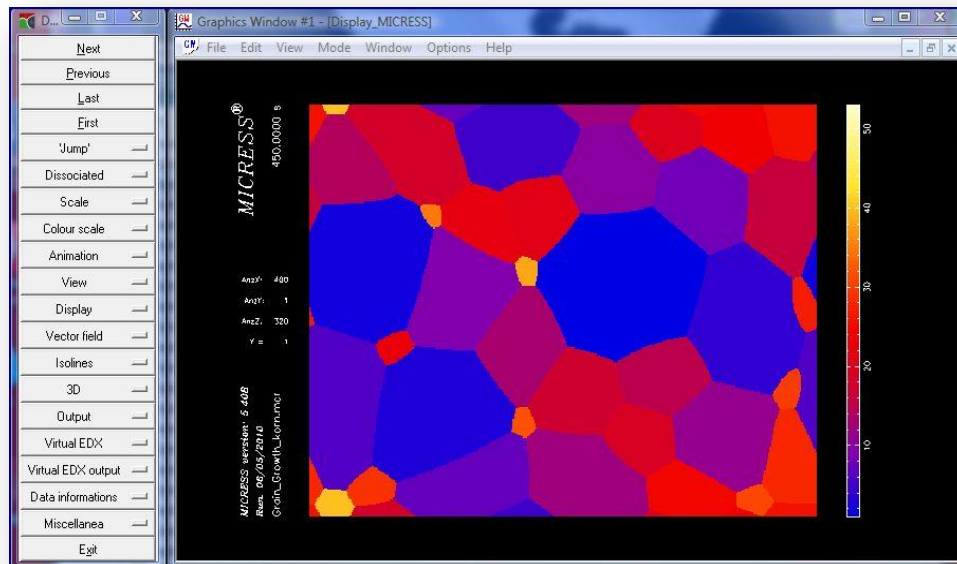 D...
Next
Previous
Last
First
'Jump'
Dissociated
Scale
Colour scale
Animation
View
Display
Vector field
Isolines
3D
Output
Virtual EDX
Virtual EDX output
Data informations
Miscellanea
Exit
Graphics Window #1 - [Display_MICRESS]
File Edit View Mode Window Options Help
MICRESS®
450.0000 s
AnzX: 400
AnzY: 1
AnzZ. 320
Y = 1
MICRESS version: 5 408
Run. 06/05/2010
Grain_Growth_korn.mcr
50
40
30
20
10